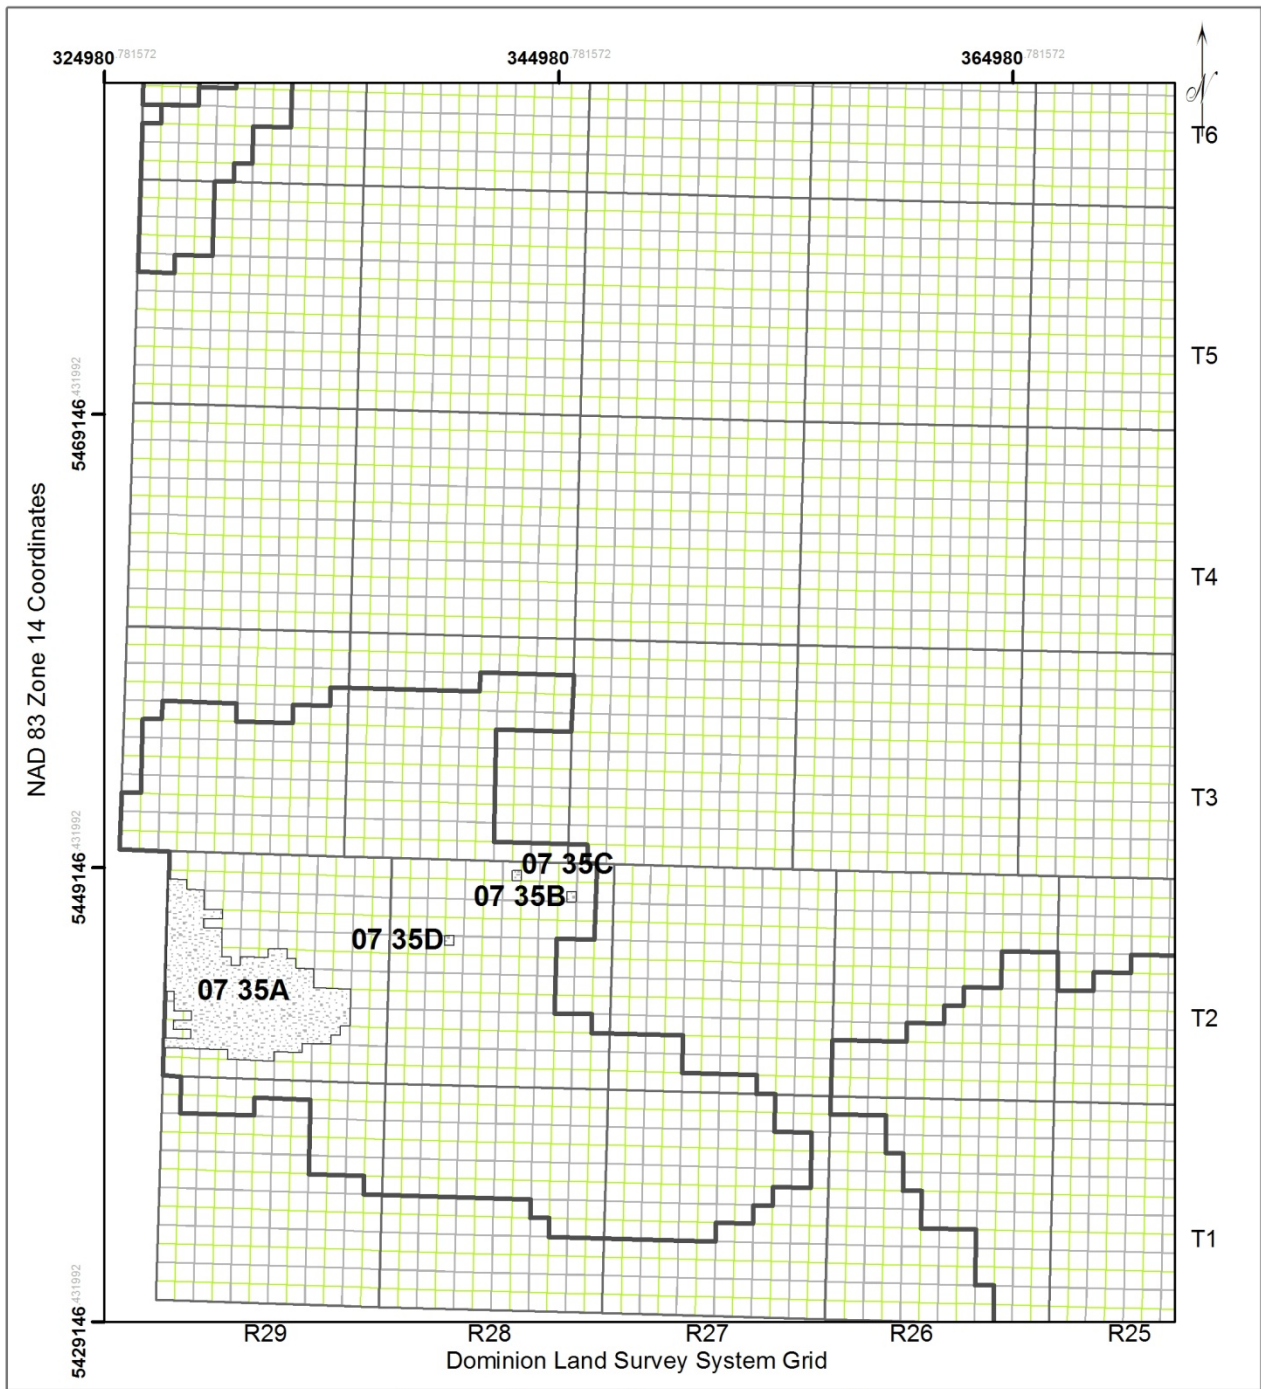 324980.781572 344980.781572 364980.781572
N
T6
T5
5469146.431992
T4
NAD 83 Zone 14 Coordinates
T3
5449146.431992
07 35C
07 35B
07 35D
07 35A
T2
T1
5429146.431992
R29 R28 R27 R26 R25
Dominion Land Survey System Grid